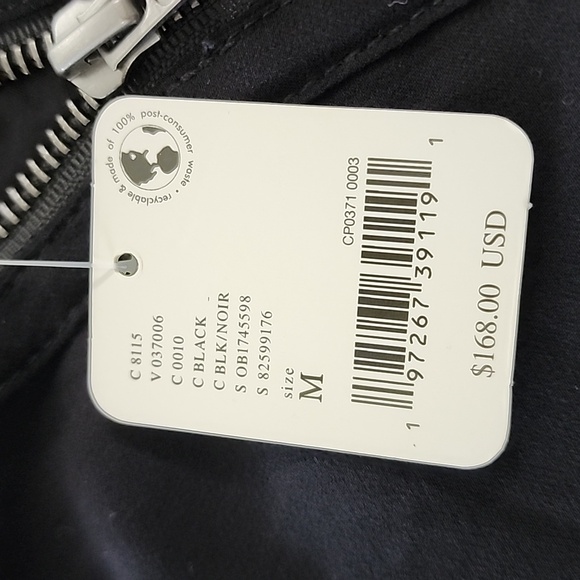 made of 100% post-consumer waste • recyclable &
C 8115
V 037006
C 0010
C BLACK
C BLK/NOIR
S OB1745598
S 82599176
size
M
CP0371 0003
1 97267 39119 1
$168.00 USD